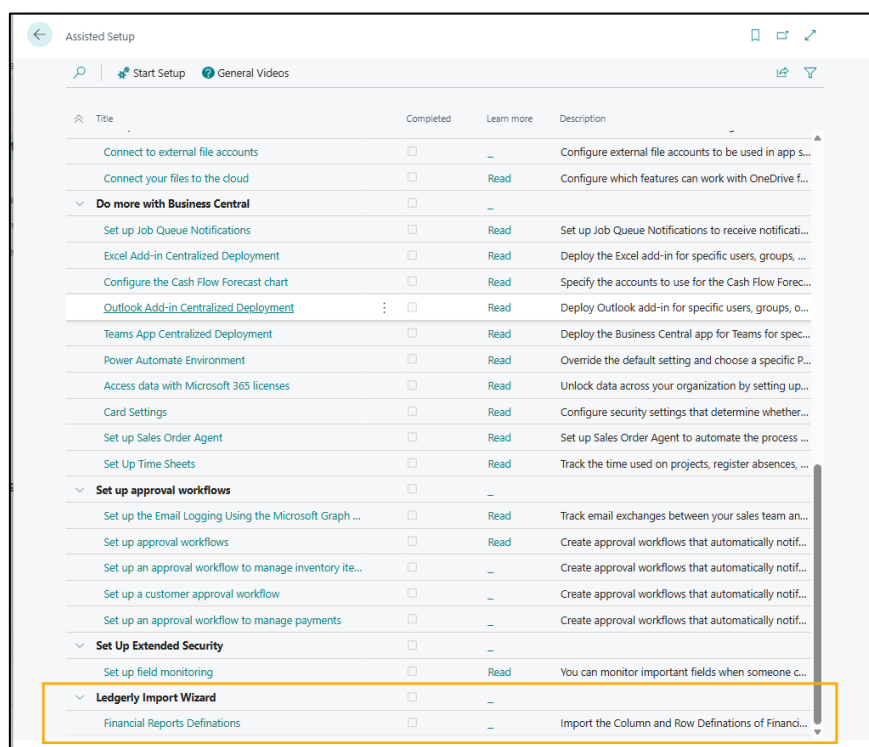 Assisted Setup
Start Setup General Videos
Title Completed Learn more Description
Connect to external file accounts _ Configure external file accounts to be used in app s...
Connect your files to the cloud Read Configure which features can work with OneDrive f...
Do more with Business Central _
Set up Job Queue Notifications Read Set up Job Queue Notifications to receive notificati...
Excel Add-in Centralized Deployment Read Deploy the Excel add-in for specific users, groups, ...
Configure the Cash Flow Forecast chart Read Specify the accounts to use for the Cash Flow Forec...
Outlook Add-in Centralized Deployment Read Deploy Outlook add-in for specific users, groups, o...
Teams App Centralized Deployment Read Deploy the Business Central app for Teams for spec...
Power Automate Environment Read Override the default setting and choose a specific P...
Access data with Microsoft 365 licenses Read Unlock data across your organization by setting up...
Card Settings Read Configure security settings that determine whether...
Set up Sales Order Agent Read Set up Sales Order Agent to automate the process ...
Set Up Time Sheets Read Track the time used on projects, register absences, ...
Set up approval workflows _
Set up the Email Logging Using the Microsoft Graph ... Read Track email exchanges between your sales team an...
Set up approval workflows Read Create approval workflows that automatically notif...
Set up an approval workflow to manage inventory ite... _ Create approval workflows that automatically notif...
Set up a customer approval workflow _ Create approval workflows that automatically notif...
Set up an approval workflow to manage payments _ Create approval workflows that automatically notif...
Set Up Extended Security _
Set up field monitoring Read You can monitor important fields when someone c...
Ledgerly Import Wizard _
Financial Reports Definations _ Import the Column and Row Definations of Financi...